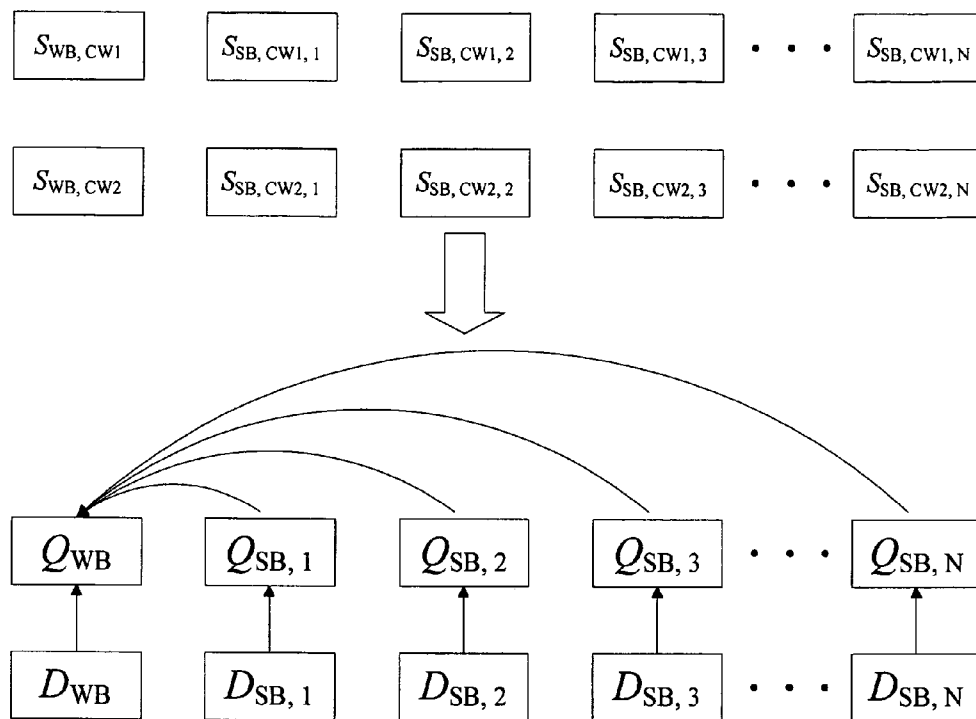 S_WB, CW1 S_SB, CW1, 1 S_SB, CW1, 2 S_SB, CW1, 3 • • • S_SB, CW1, N
S_WB, CW2 S_SB, CW2, 1 S_SB, CW2, 2 S_SB, CW2, 3 • • • S_SB, CW2, N
Q_WB Q_SB, 1 Q_SB, 2 Q_SB, 3 • • • Q_SB, N
D_WB D_SB, 1 D_SB, 2 D_SB, 3 • • • D_SB, N